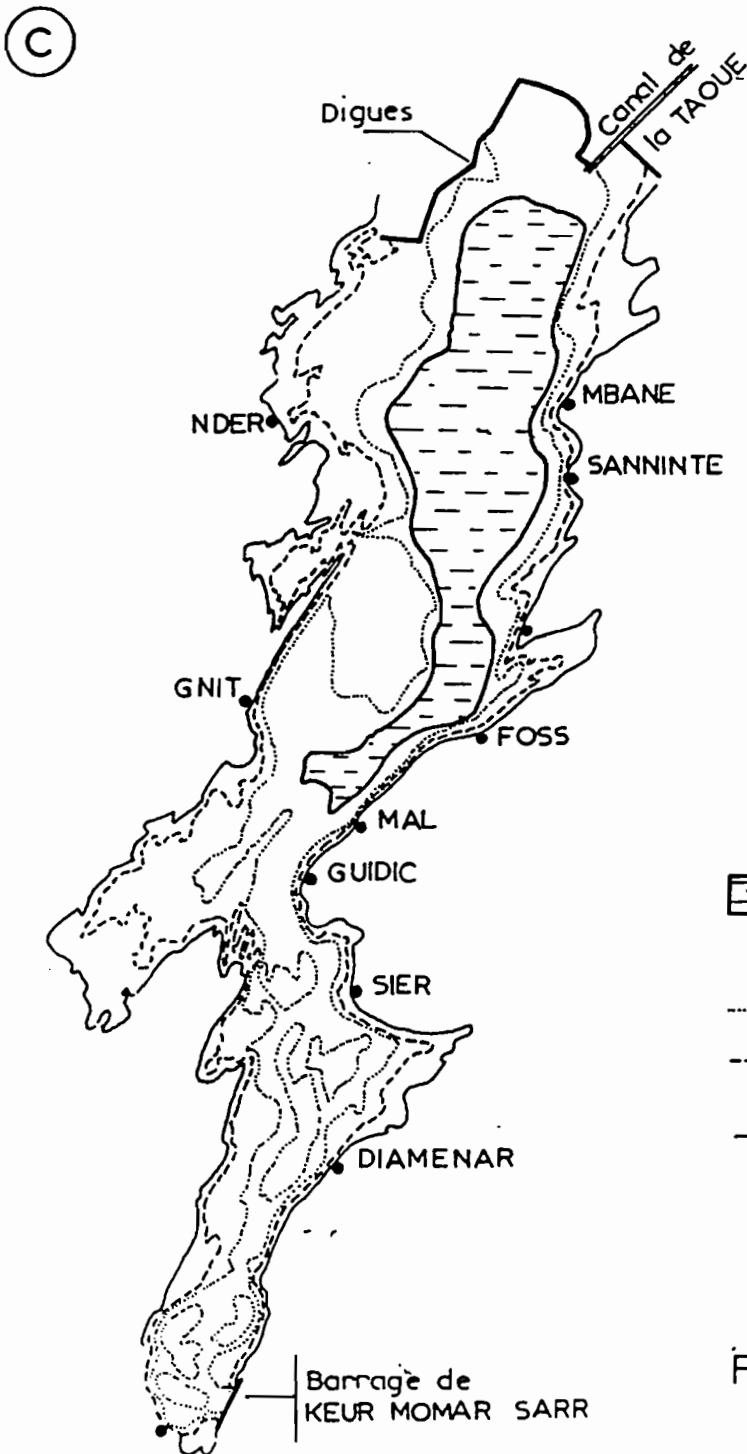 C
Digues
Canal de
la TAOUE
NDER
MBANE
SANNINTE
GNIT
FOSS
MAL
GUIDIC
SIER
DIAMENAR
Barrage de
KEUR MOMAR SARR